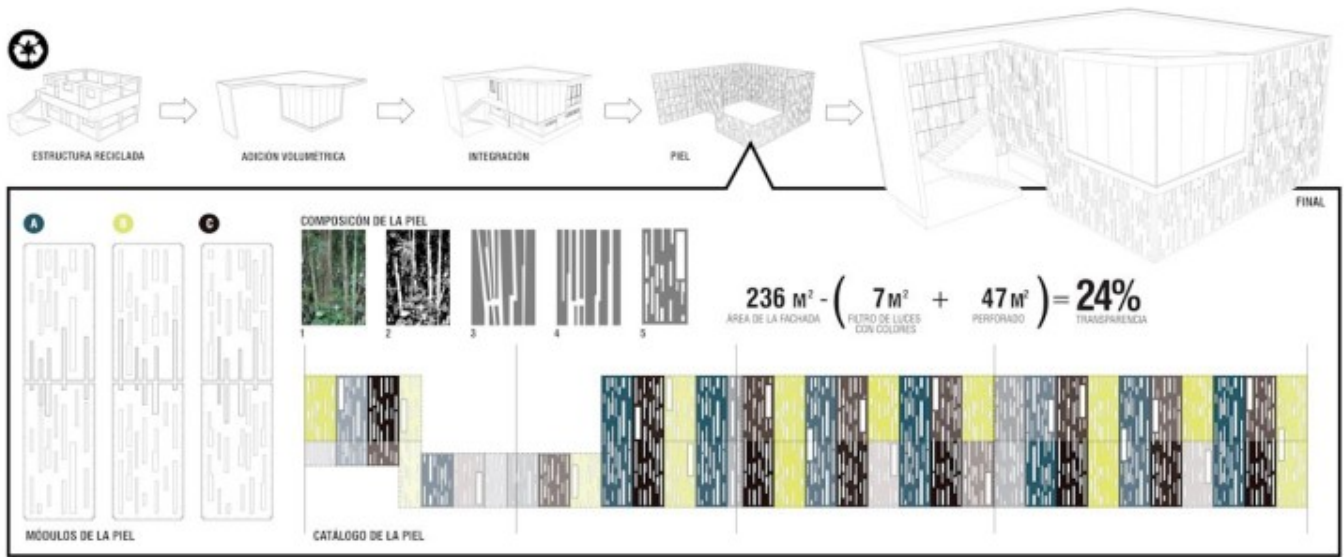 ESTRUCTURA RECICLADA
ADICIÓN VOLUMÉTRICA
INTEGRACIÓN
PIEL
FINAL
A
B
C
COMPOSICÓN DE LA PIEL
1
2
3
4
5
236 M² - ( 7 M² + 47 M² ) = 24%
ÁREA DE LA FACHADA
FILTRO DE LUCES
CON COLORES
PERFORADO
TRANSPARENCIA
MÓDULOS DE LA PIEL
CATÁLOGO DE LA PIEL